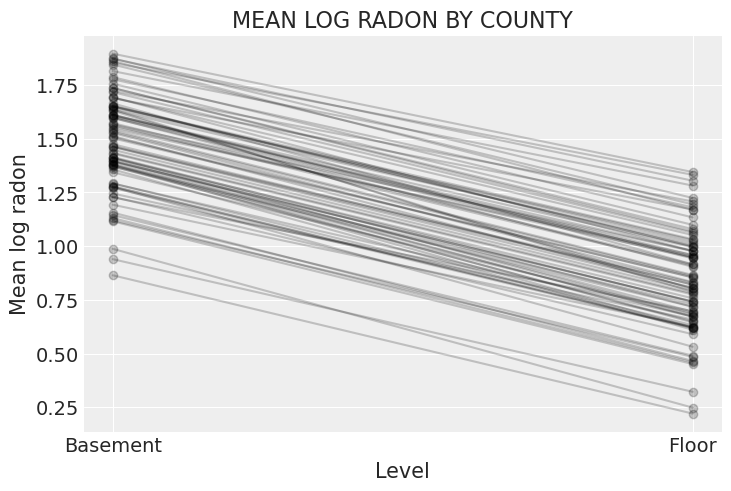 MEAN LOG RADON BY COUNTY
Mean log radon
1.75
1.50
1.25
1.00
0.75
0.50
0.25
Basement Floor
Level